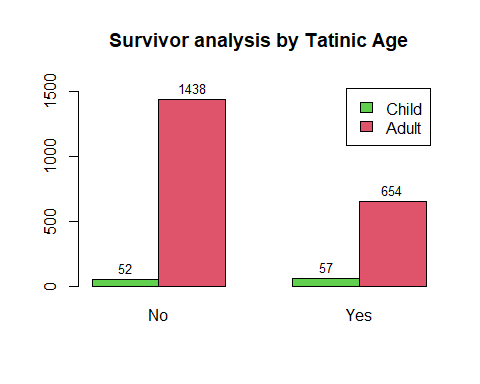 Survivor analysis by Tatinic Age
1500
1000
500
0
1438
52
654
57
Child
Adult
No
Yes